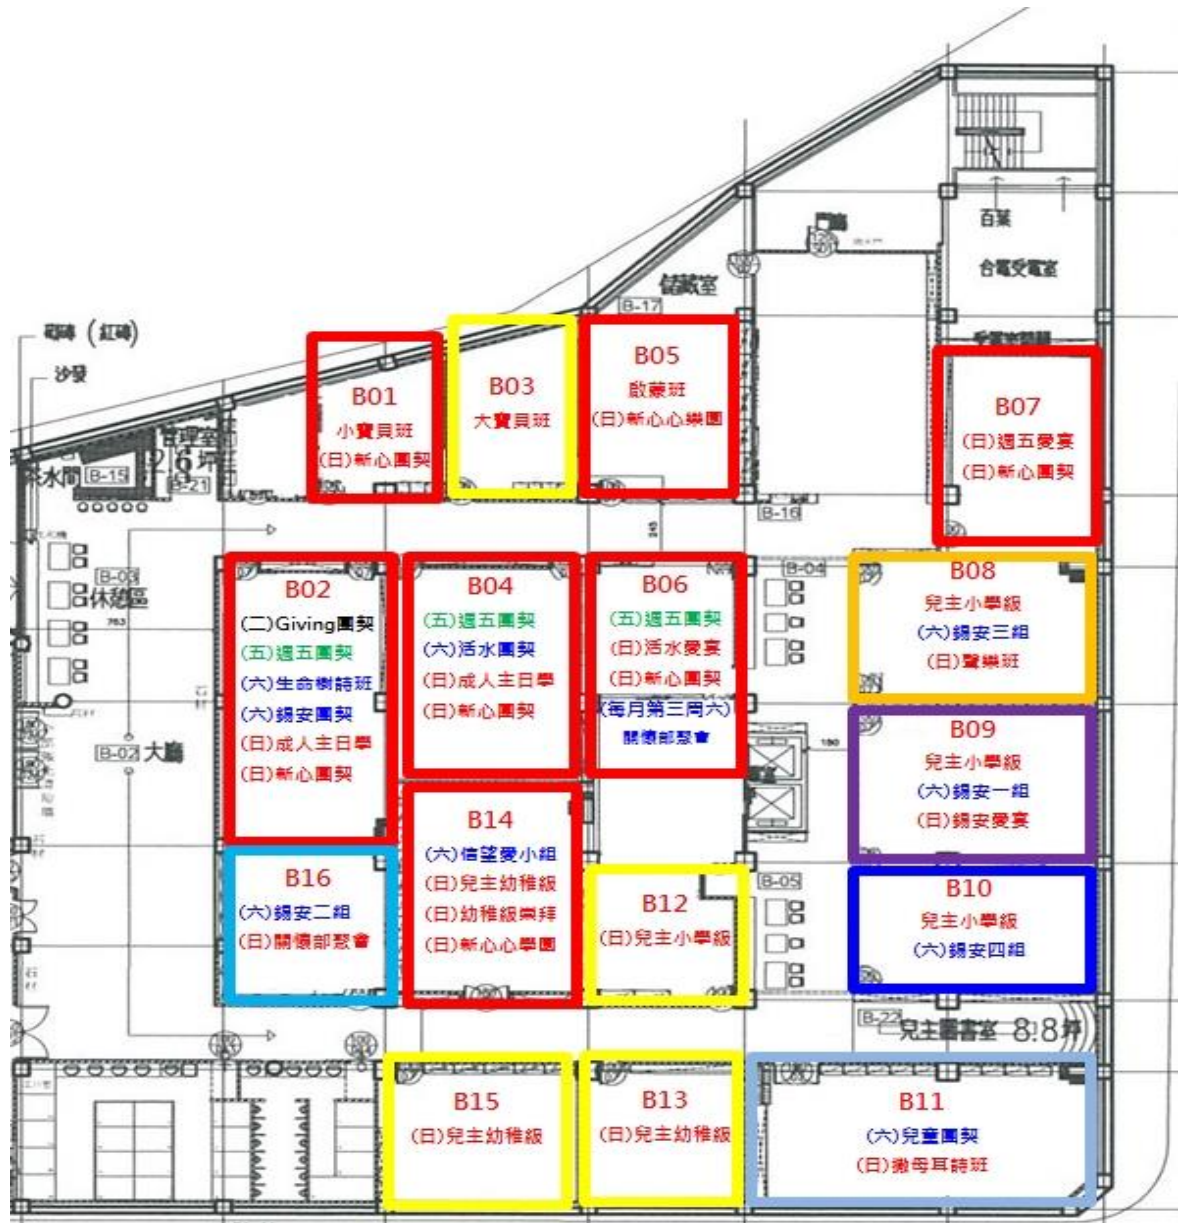 百葉
台電受電室
門廳
儲藏室
B-17
磁磚 (紅磚)
沙發
B01
小寶貝班
(日)新心團契
B03
大寶貝班
B05
啟蒙班
(日)新心心樂園
B07
(日)週五愛宴
(日)新心團契
管理室
茶水間
B-15
2.6坪
B-21
B-16
245
B-03
休憩區
763
B02
(二)Giving團契
(五)週五團契
(六)生命樹詩班
(六)錫安團契
(日)成人主日學
(日)新心團契
B04
(五)週五團契
(六)活水團契
(日)成人主日學
(日)新心團契
B06
(五)週五團契
(日)活水愛宴
(日)新心團契
(每月第三周六)
關懷部聚會
B-04
B08
兒主小學級
(六)錫安三組
(日)聲樂班
B-02
大廳
190
B09
兒主小學級
(六)錫安一組
(日)錫安愛宴
B14
(六)信望愛小組
(日)兒主幼稚級
(日)幼稚級崇拜
(日)新心心學園
B16
(六)錫安二組
(日)關懷部聚會
B12
(日)兒主小學級
B-05
B10
兒主小學級
(六)錫安四組
B-22
兒主圖書室 8.8坪
B15
(日)兒主幼稚級
B13
(日)兒主幼稚級
B11
(六)兒童團契
(日)撒母耳詩班